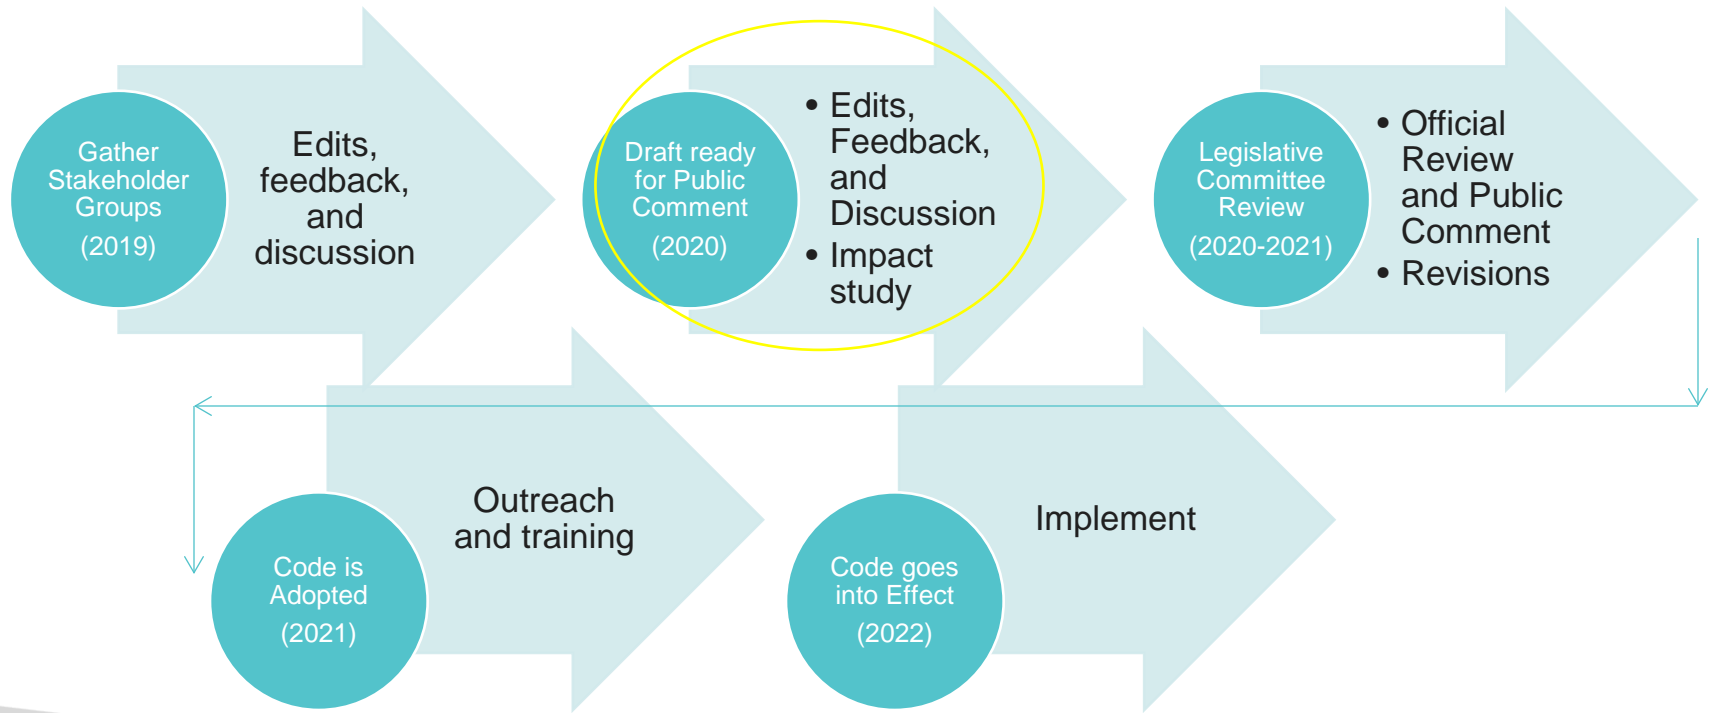 Gather
Stakeholder
Groups
(2019)
Edits,
feedback,
and
discussion
Draft ready
for Public
Comment
(2020)
• Edits,
Feedback,
and
Discussion
• Impact
study
Legislative
Committee
Review
(2020-2021)
• Official
Review
and Public
Comment
• Revisions
Code is
Adopted
(2021)
Outreach
and training
Code goes
into Effect
(2022)
Implement